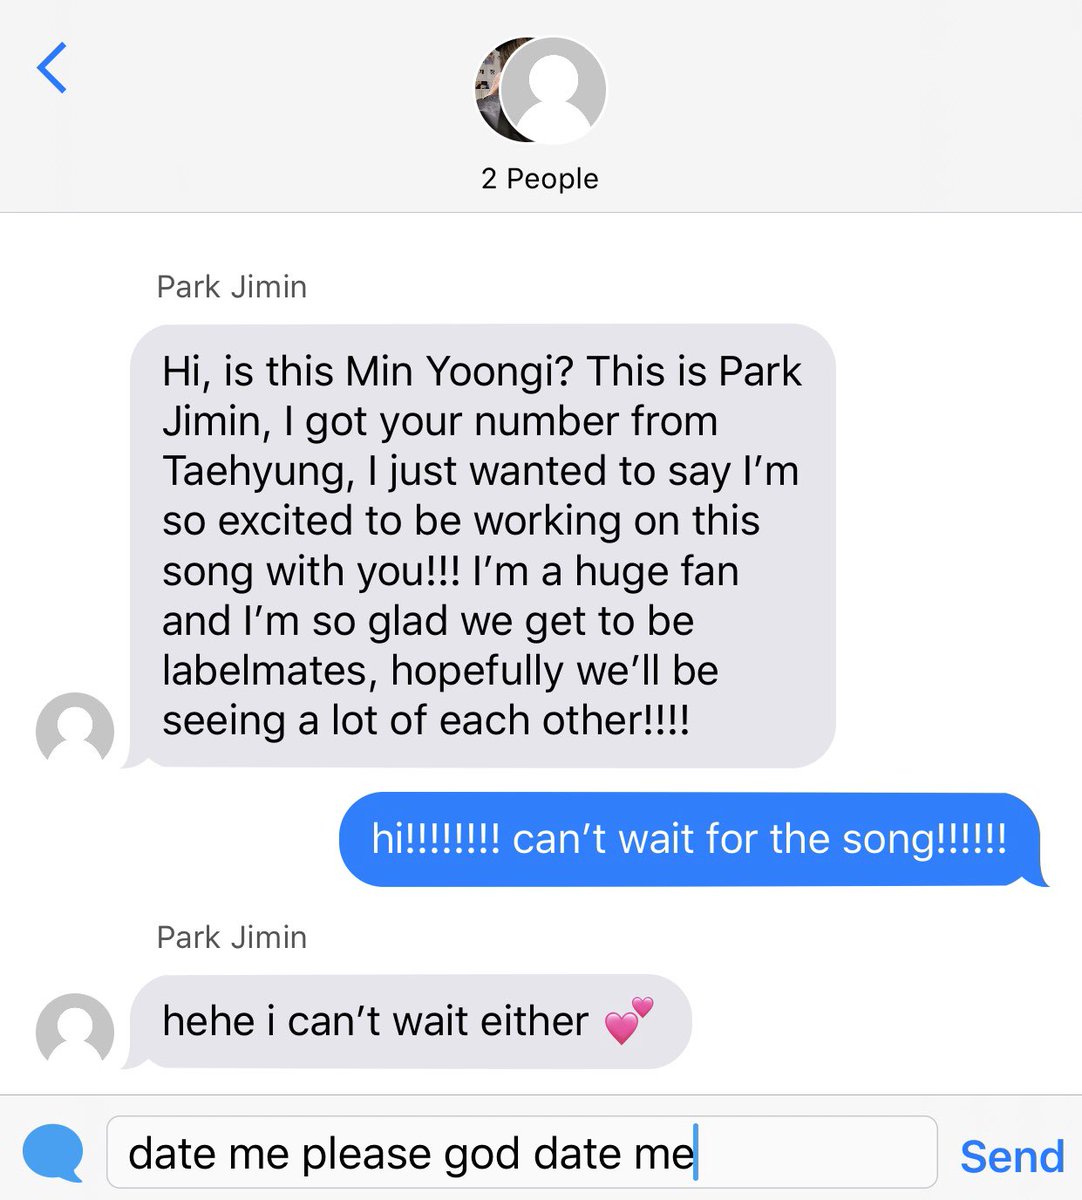 2 People
Park Jimin
Hi, is this Min Yoongi? This is Park
Jimin, I got your number from
Taehyung, I just wanted to say I’m
so excited to be working on this
song with you!!! I’m a huge fan
and I’m so glad we get to be
labelmates, hopefully we’ll be
seeing a lot of each other!!!!
hi!!!!!!!! can’t wait for the song!!!!!!
Park Jimin
hehe i can’t wait either 💕
date me please god date me
Send